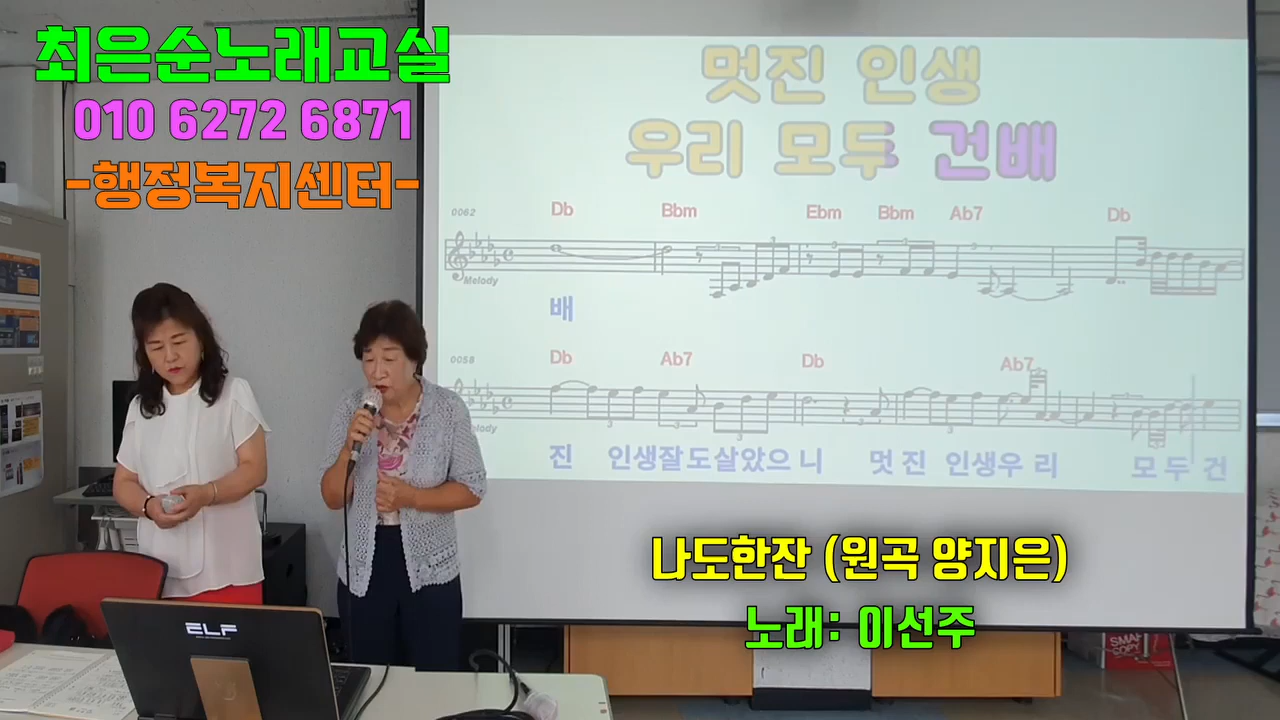 최은순노래교실
010 6272 6871
-행정복지센터-
멋진 인생
우리 모두 건배
0062
Db Bbm Ebm Bbm Ab7 Db
Melody
배
0058
Db Ab7 Db Ab7
진 인생잘도살았으니 멋진 인생우리 모두건
나도한잔 (원곡 양지은)
노래: 이선주
ELF